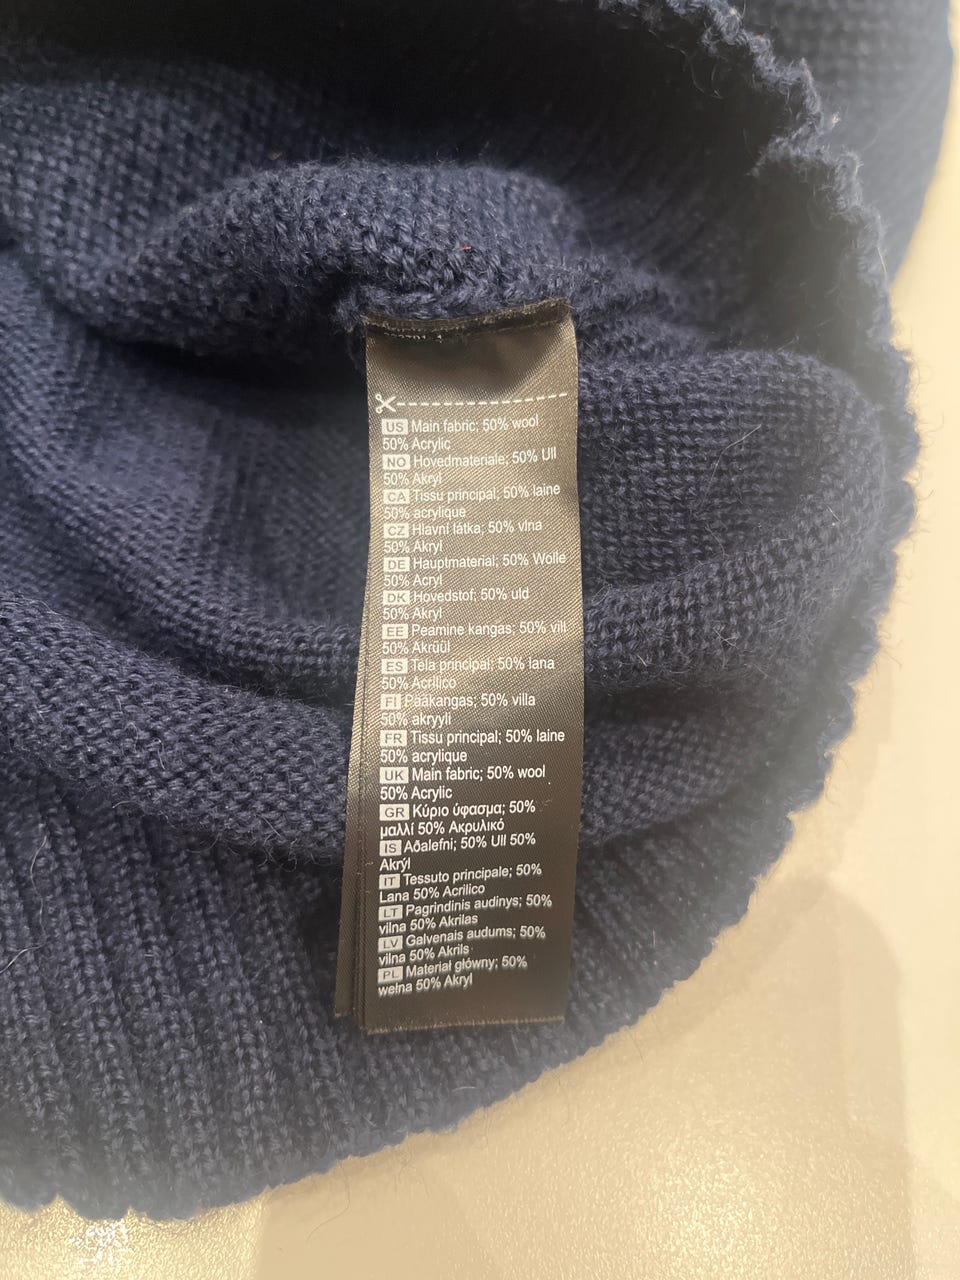 US Main fabric; 50% wool
50% Acrylic
NO Hovedmateriale; 50% Ull
50% Akryl
CA Tissu principal; 50% laine
50% acrylique
CZ Hlavní látka; 50% vlna
50% Akryl
DE Hauptmaterial; 50% Wolle
50% Acryl
DK Hovedstof; 50% uld
50% Akryl
EE Peamine kangas; 50% vill
50% Akrüül
ES Tela principal; 50% lana
50% Acrílico
FI Pääkangas; 50% villa
50% akryyli
FR Tissu principal; 50% laine
50% acrylique
UK Main fabric; 50% wool
50% Acrylic
GR Κύριο ύφασμα; 50%
μαλλί 50% Ακρυλικό
IS Aðalefni; 50% Ull 50%
Akrýl
IT Tessuto principale; 50%
Lana 50% Acrilico
LT Pagrindinis audinys; 50%
vilna 50% Akrilas
LV Galvenais audums; 50%
vilna 50% Akrils
PL Materiał główny; 50%
wełna 50% Akryl